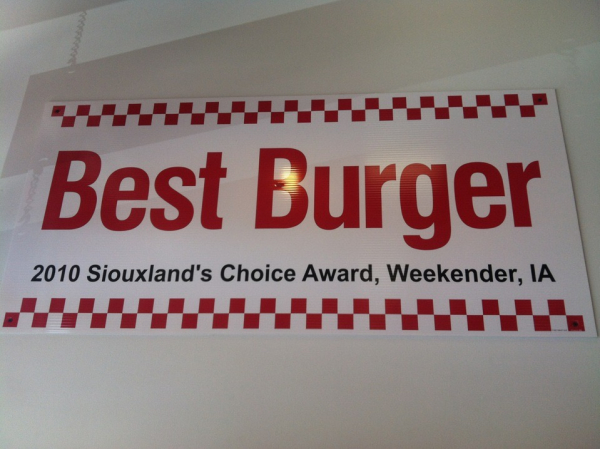 Best Burger
2010 Siouxland's Choice Award, Weekender, IA